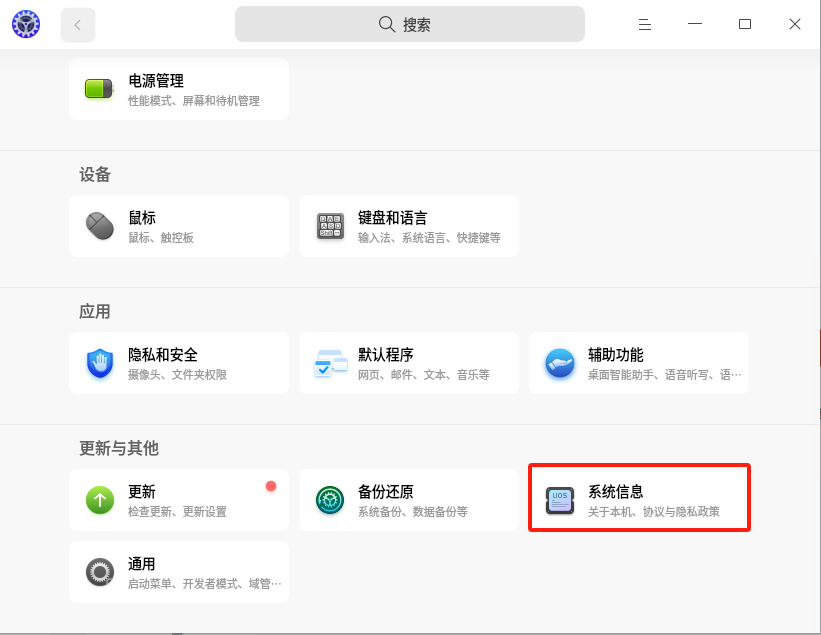 搜索
电源管理
性能模式、屏幕和待机管理
设备
鼠标
鼠标、触控板
键盘和语言
输入法、系统语言、快捷键等
应用
隐私和安全
摄像头、文件夹权限
默认程序
网页、邮件、文本、音乐等
辅助功能
桌面智能助手、语音听写、语…
更新与其他
更新
检查更新、更新设置
备份还原
系统备份、数据备份等
UOS
系统信息
关于本机、协议与隐私政策
通用
启动菜单、开发者模式、域管…